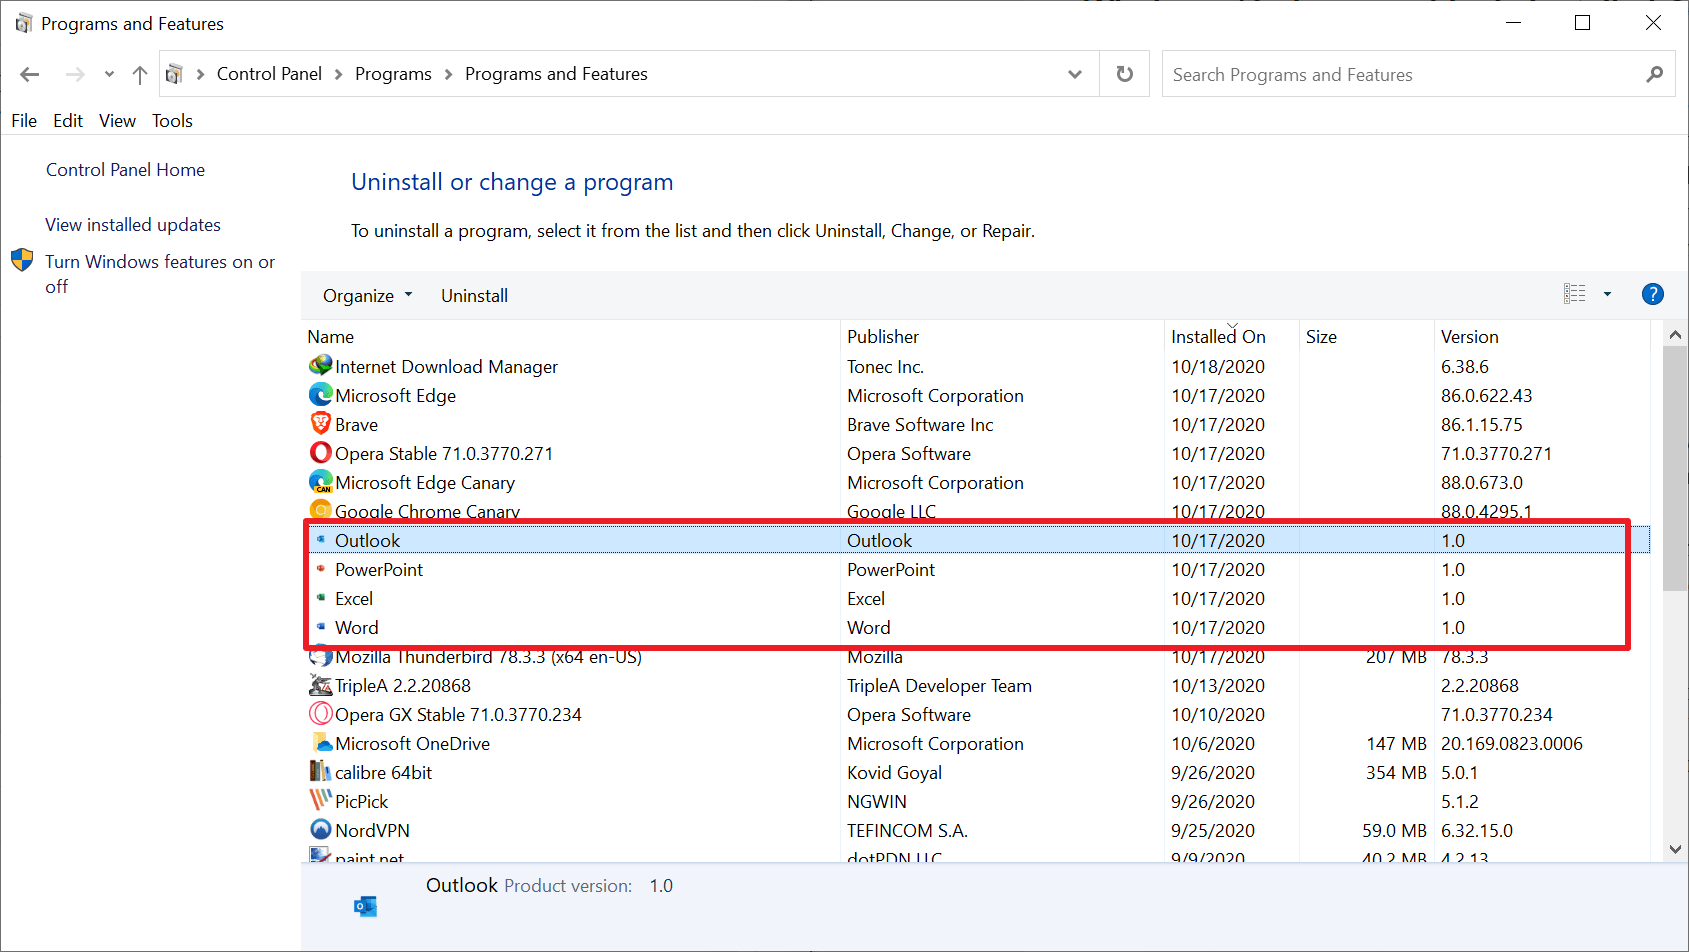 Programs and Features
Control Panel > Programs > Programs and Features
Search Programs and Features
File Edit View Tools
Control Panel Home
View installed updates
Turn Windows features on or
off
Uninstall or change a program
To uninstall a program, select it from the list and then click Uninstall, Change, or Repair.
Organize Uninstall ?
Name Publisher Installed On Size Version
Internet Download Manager Tonec Inc. 10/18/2020 6.38.6
Microsoft Edge Microsoft Corporation 10/17/2020 86.0.622.43
Brave Brave Software Inc 10/17/2020 86.1.15.75
Opera Stable 71.0.3770.271 Opera Software 10/17/2020 71.0.3770.271
CAN Microsoft Edge Canary Microsoft Corporation 10/17/2020 88.0.673.0
Google Chrome Canary Google LLC 10/17/2020 88.0.4295.1
Outlook Outlook 10/17/2020 1.0
PowerPoint PowerPoint 10/17/2020 1.0
Excel Excel 10/17/2020 1.0
Word Word 10/17/2020 1.0
Mozilla Thunderbird 78.3.3 (x64 en-US) Mozilla 10/17/2020 207 MB 78.3.3
TripleA 2.2.20868 TripleA Developer Team 10/13/2020 2.2.20868
Opera GX Stable 71.0.3770.234 Opera Software 10/10/2020 71.0.3770.234
Microsoft OneDrive Microsoft Corporation 10/6/2020 147 MB 20.169.0823.0006
calibre 64bit Kovid Goyal 9/26/2020 354 MB 5.0.1
PicPick NGWIN 9/26/2020 5.1.2
NordVPN TEFINCOM S.A. 9/25/2020 59.0 MB 6.32.15.0
paint.net dotPDN LLC 9/9/2020 40.2 MB 4.2.13
Outlook Product version: 1.0